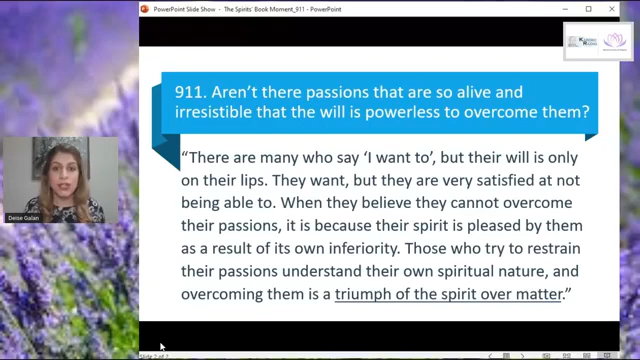 PowerPoint Slide Show - The Spirits' Book Moment_911 - PowerPoint
KARDEC
RADIO
911. Aren't there passions that are so alive and
irresistible that the will is powerless to overcome them?
"There are many who say 'I want to', but their will is only
on their lips. They want, but they are very satisfied at not
being able to. When they believe they cannot overcome
their passions, it is because their spirit is pleased by them
as a result of its own inferiority. Those who try to restrain
their passions understand their own spiritual nature, and
overcoming them is a triumph of the spirit over matter."
Deize Galan
Slide 2 of 2